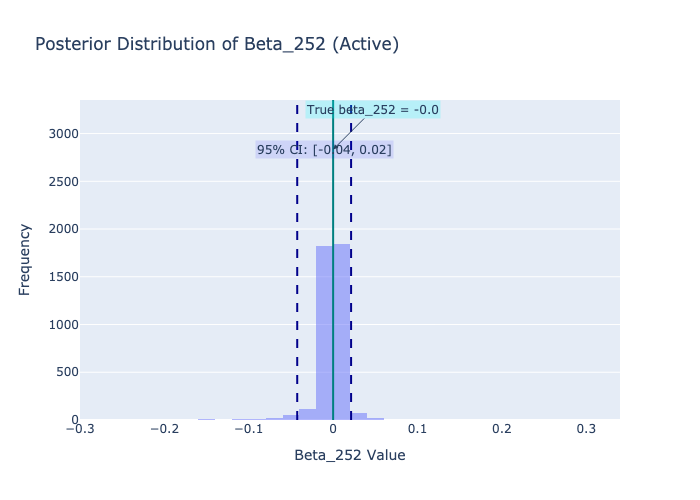 Posterior Distribution of Beta_252 (Active)
True beta_252 = -0.0
95% CI: [-0.04, 0.02]
3000
2500
2000
1500
1000
500
0
Frequency
−0.3 −0.2 −0.1 0 0.1 0.2 0.3
Beta_252 Value